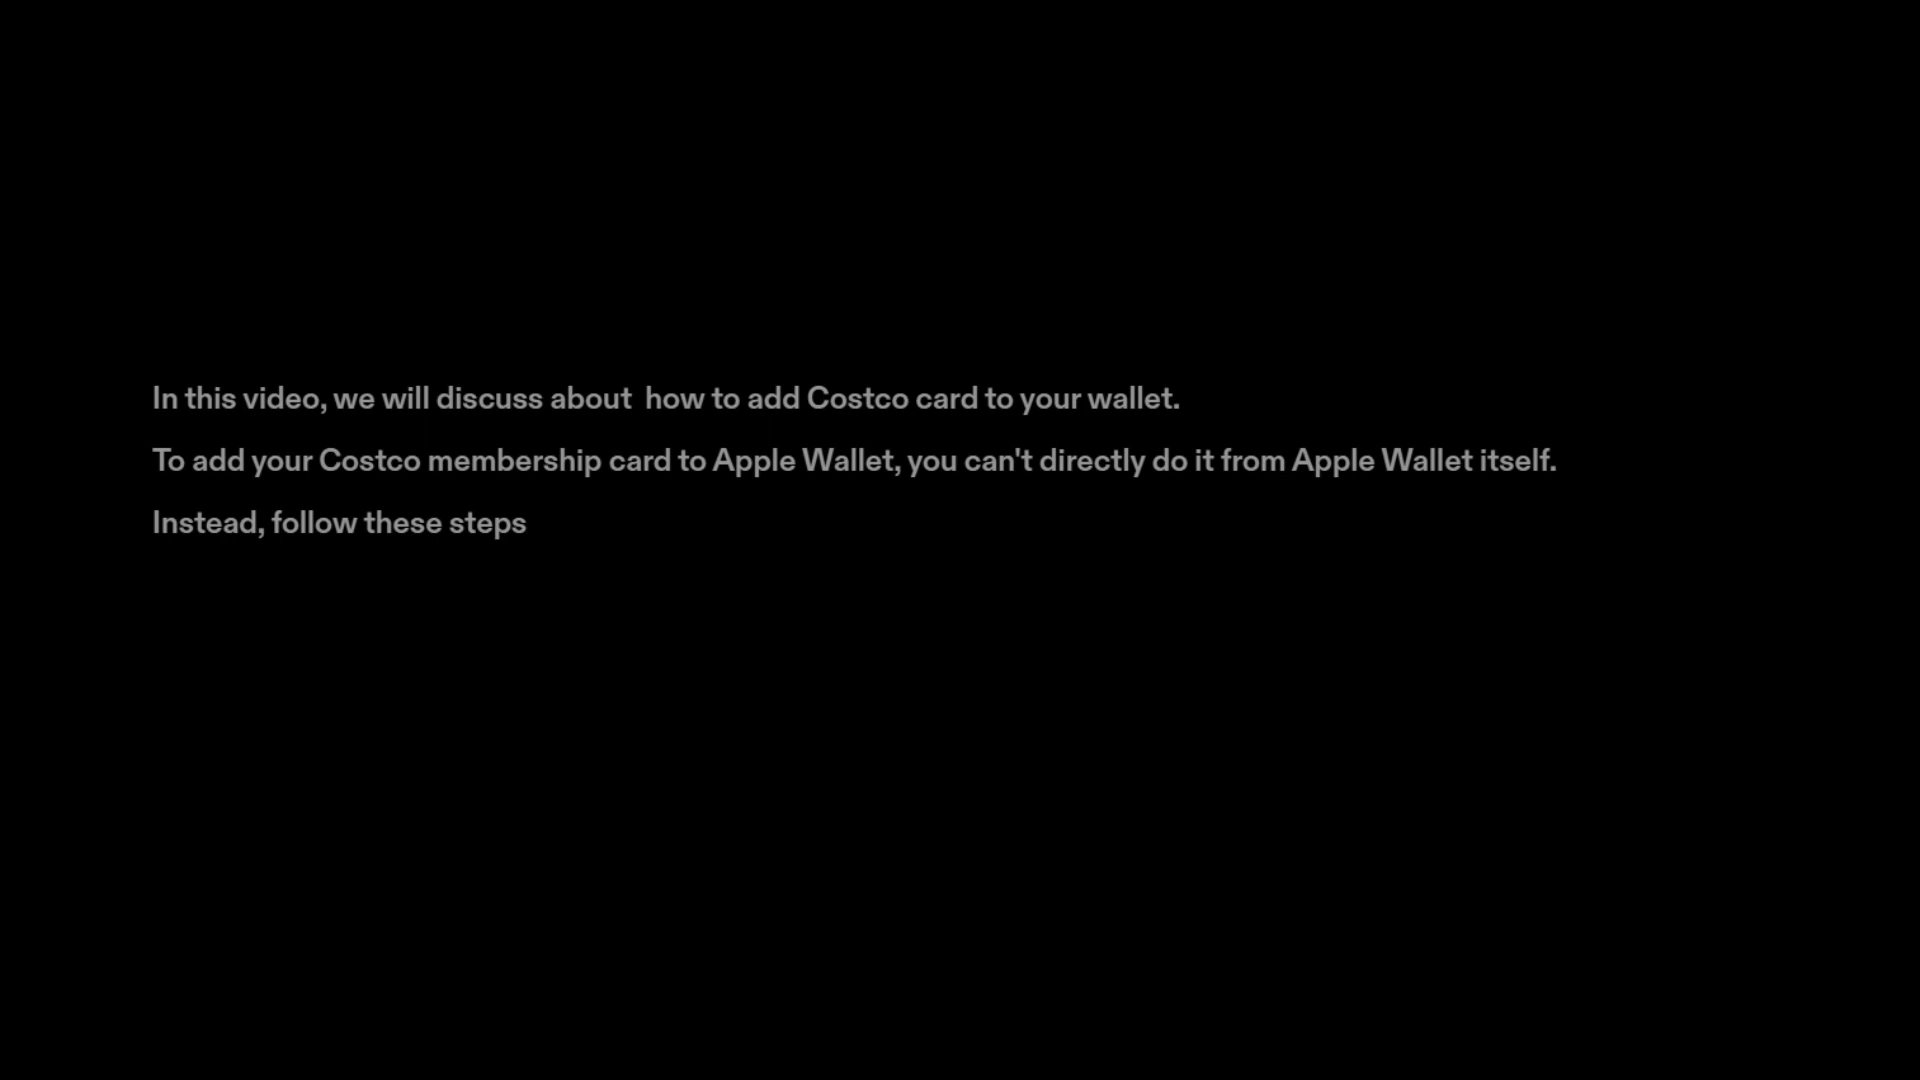 In this video, we will discuss about  how to add Costco card to your wallet.
To add your Costco membership card to Apple Wallet, you can't directly do it from Apple Wallet itself.
Instead, follow these steps